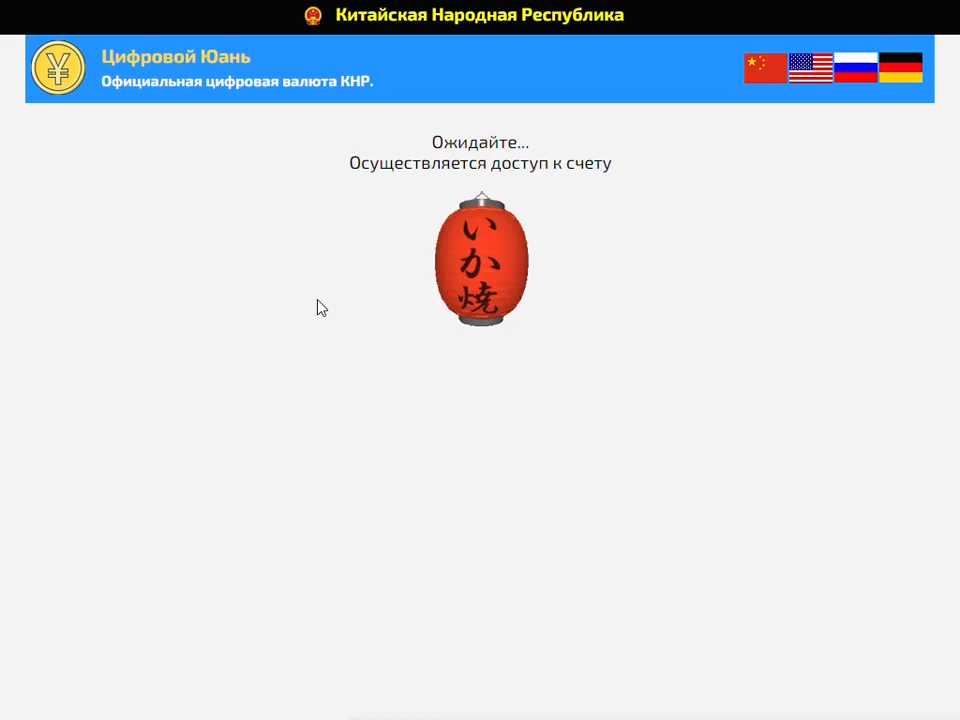 Китайская Народная Республика
Цифровой Юань
Официальная цифровая валюта КНР.
Ожидайте...
Осуществляется доступ к счету
いか焼